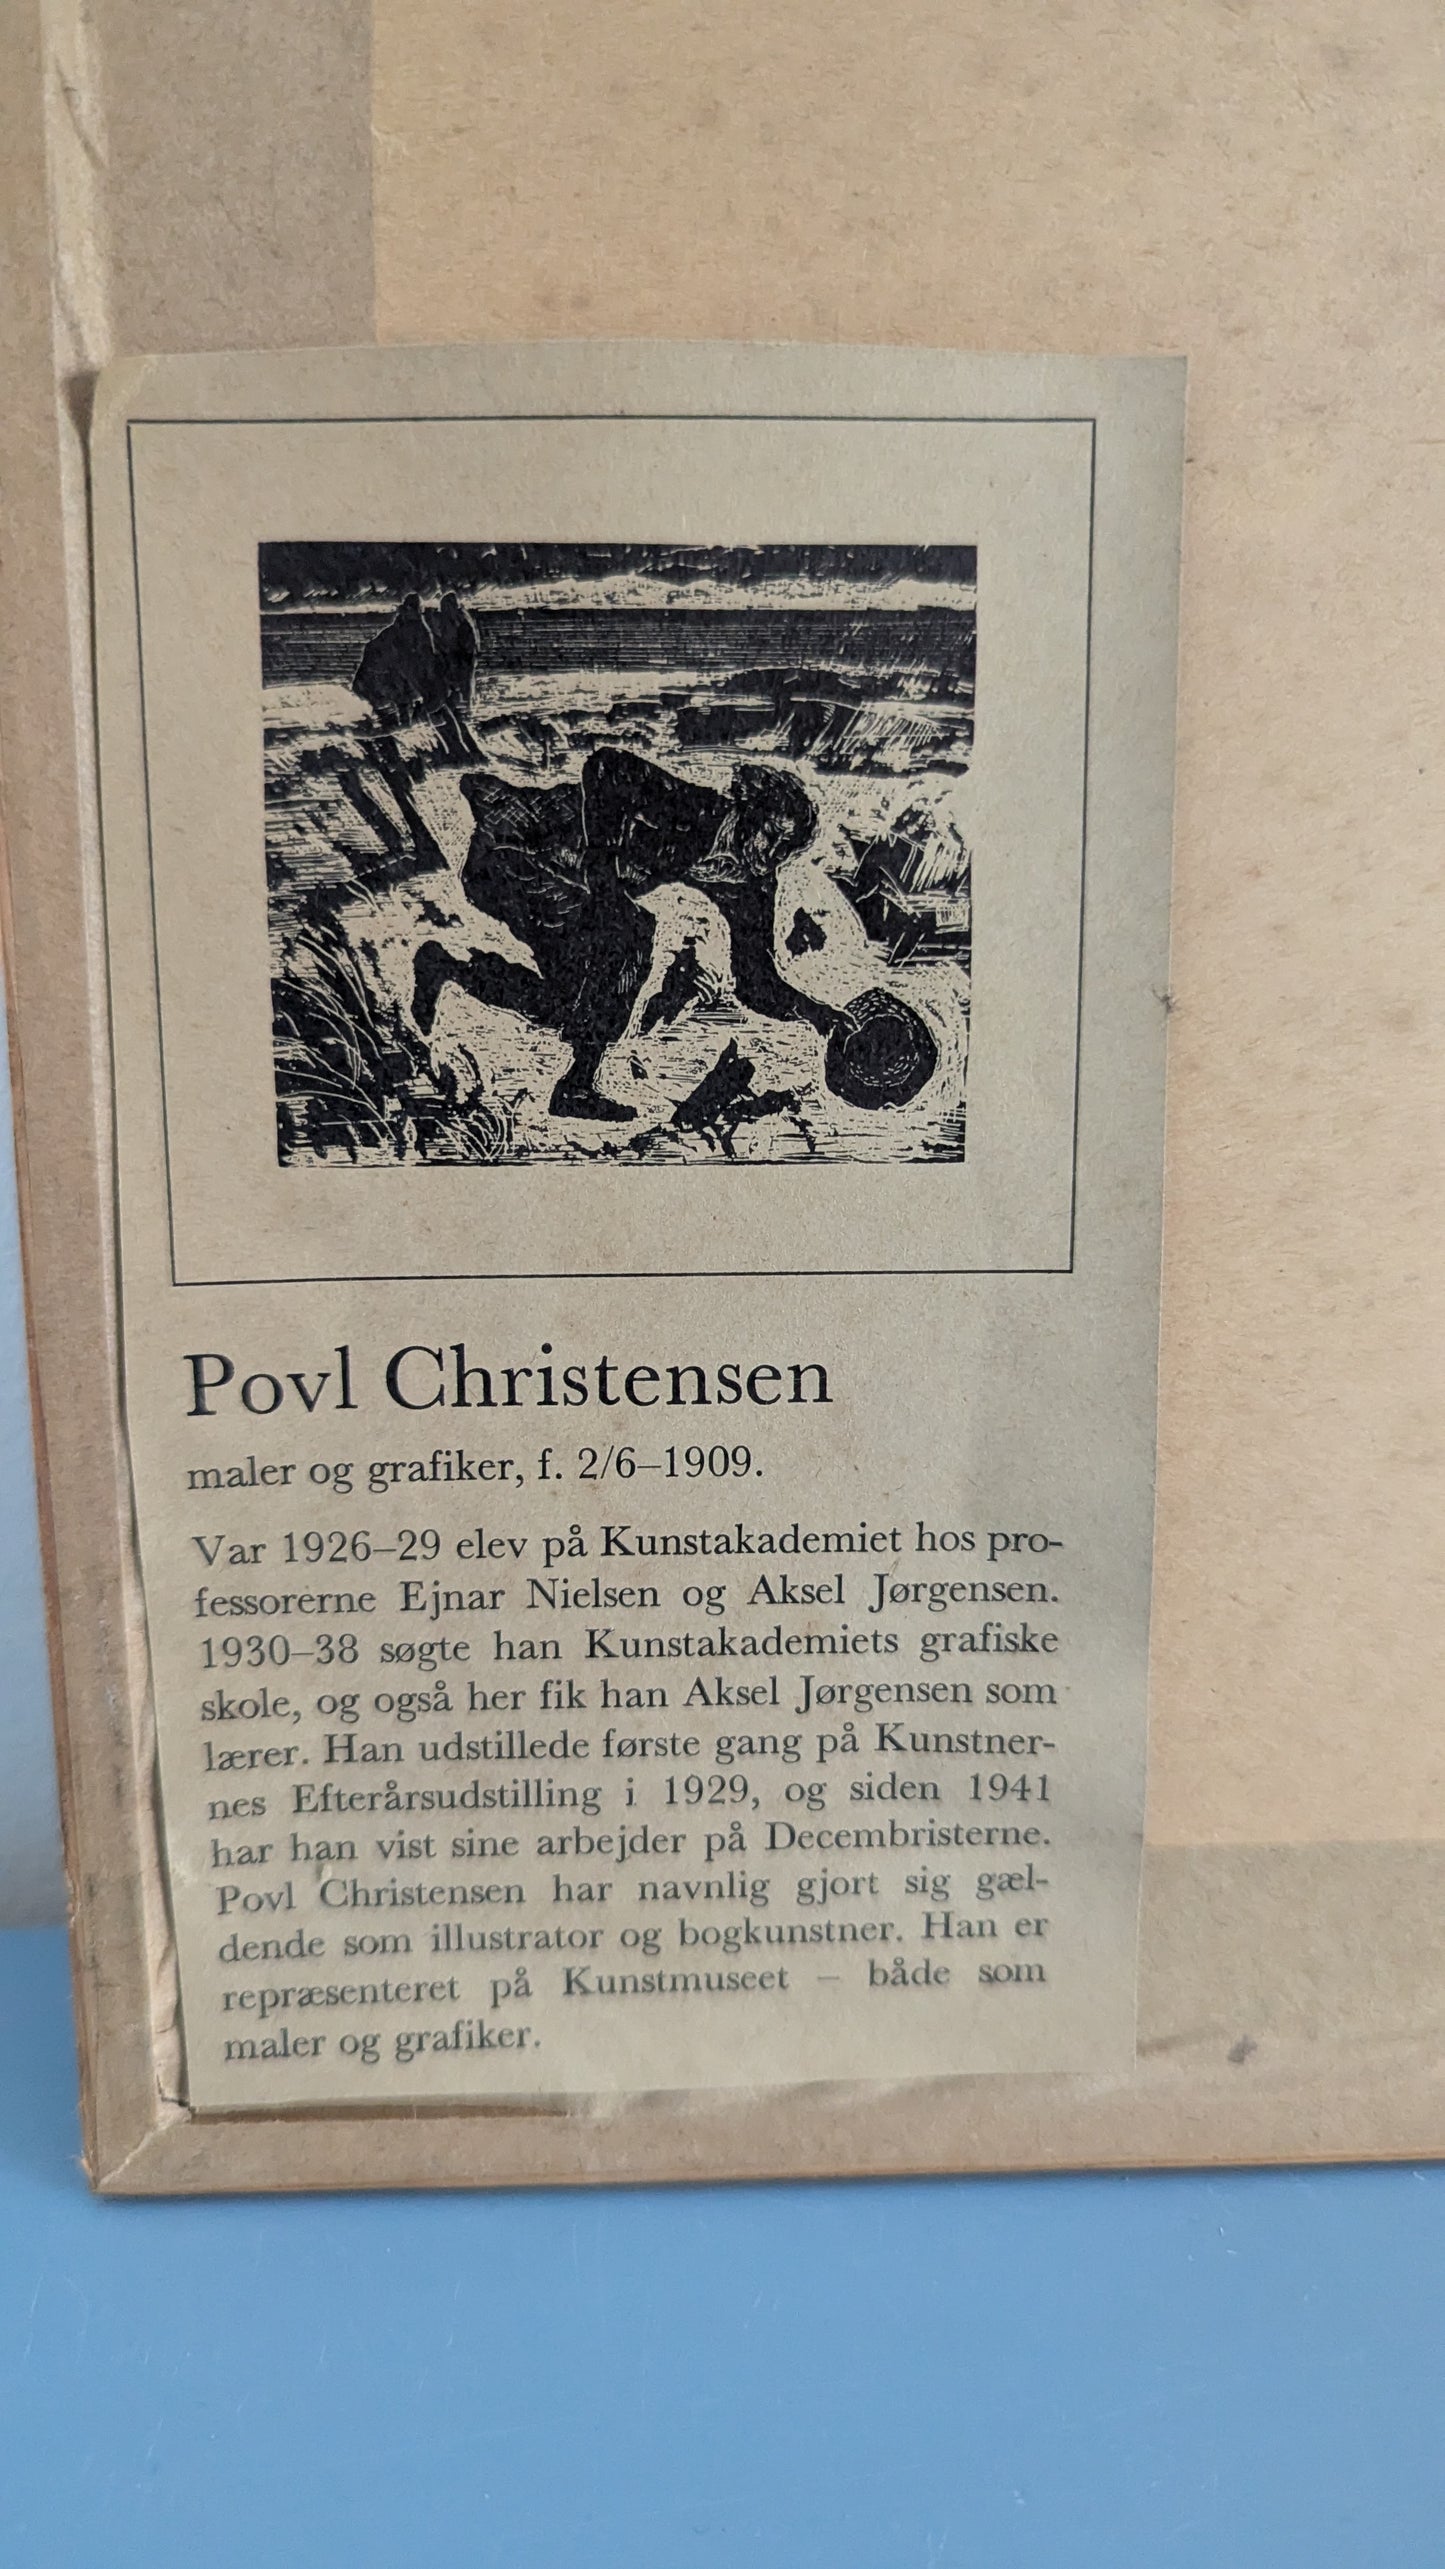 Povl Christensen
maler og grafiker, f. 2/6–1909.
Var 1926–29 elev på Kunstakademiet hos pro-
fessorerne Ejnar Nielsen og Aksel Jørgensen.
1930–38 søgte han Kunstakademiets grafiske
skole, og også her fik han Aksel Jørgensen som
lærer. Han udstillede første gang på Kunstner-
nes Efterårsudstilling i 1929, og siden 1941
har han vist sine arbejder på Decembristerne.
Povl Christensen har navnlig gjort sig gæl-
dende som illustrator og bogkunstner. Han er
repræsenteret på Kunstmuseet – både som
maler og grafiker.